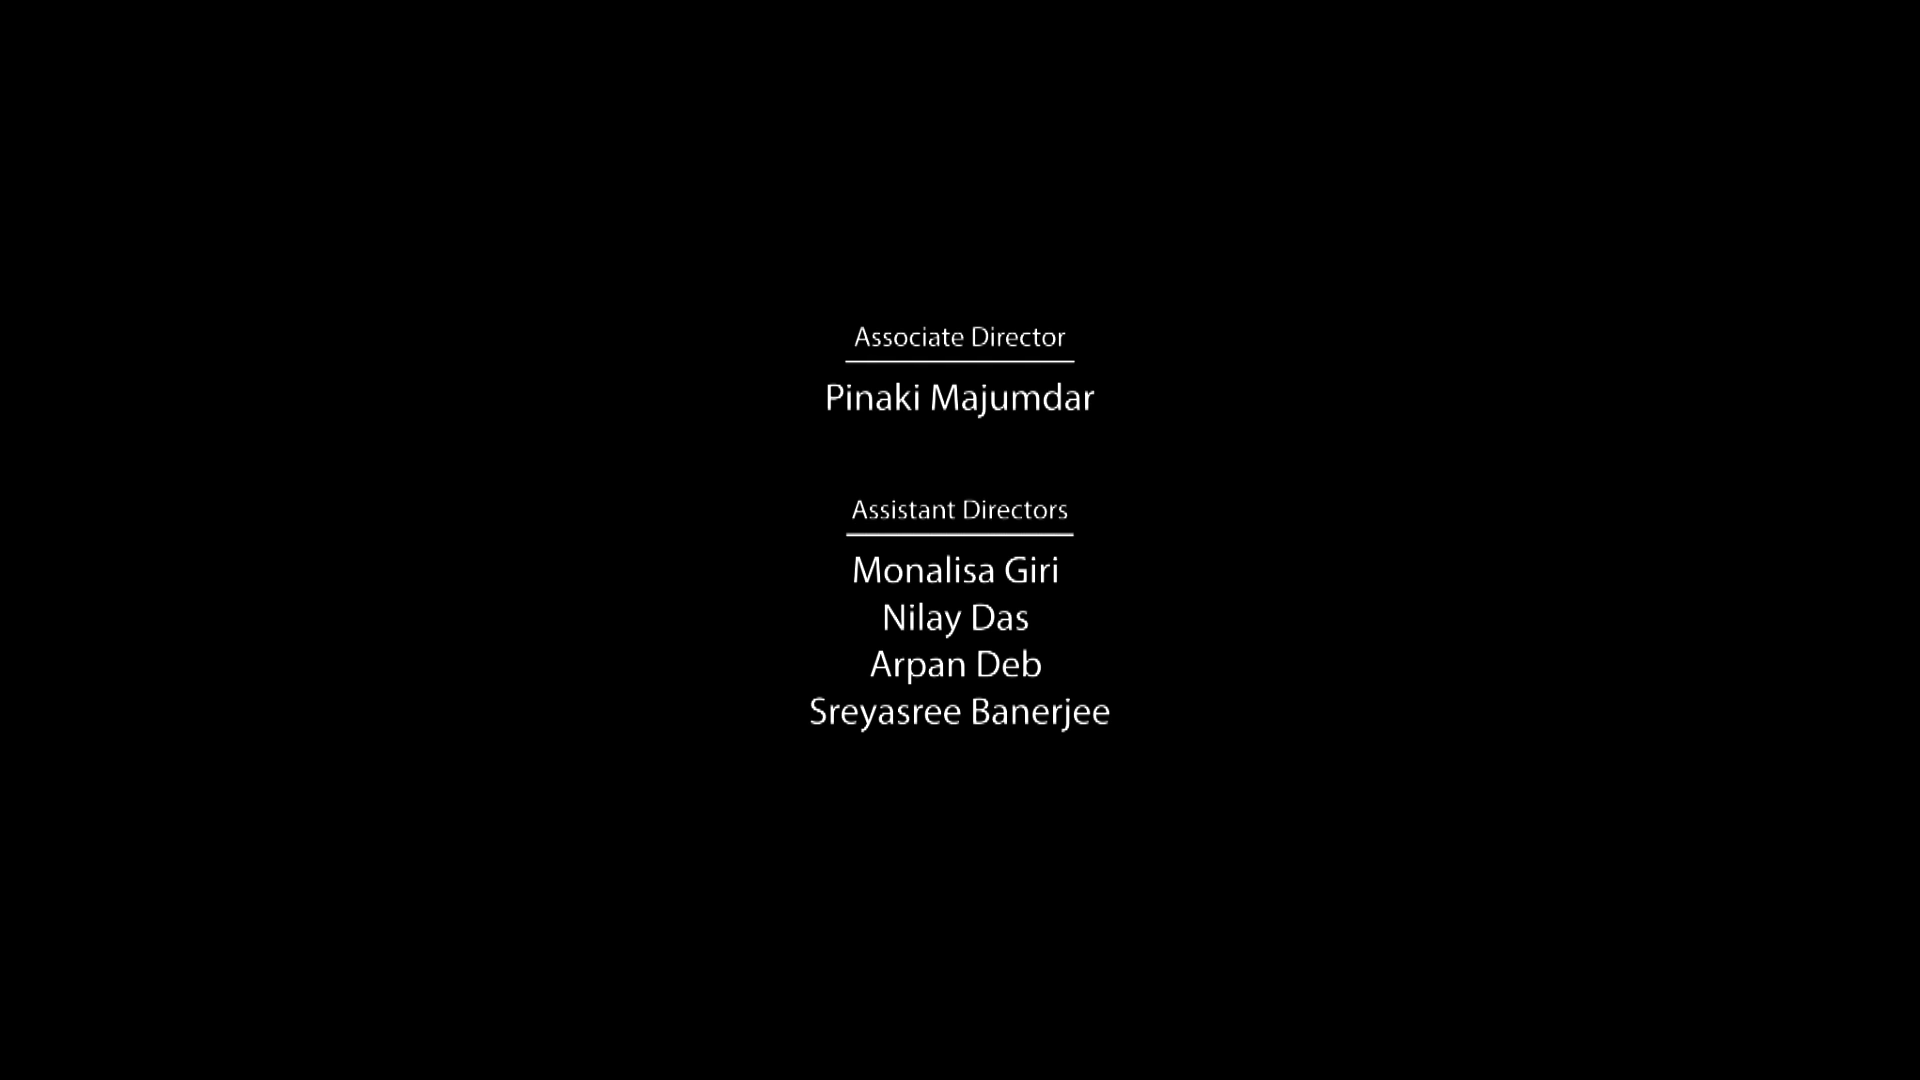 Associate Director
Pinaki Majumdar
Assistant Directors
Monalisa Giri
Nilay Das
Arpan Deb
Sreyasree Banerjee